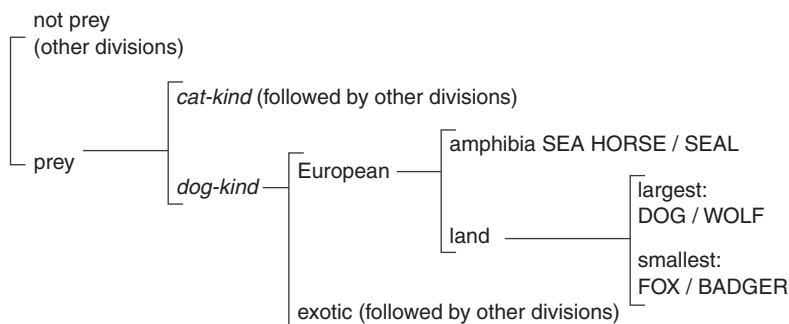 not prey
(other divisions)
cat-kind (followed by other divisions)
prey
dog-kind
European
amphibia SEA HORSE / SEAL
land
largest:
DOG / WOLF
smallest:
FOX / BADGER
exotic (followed by other divisions)